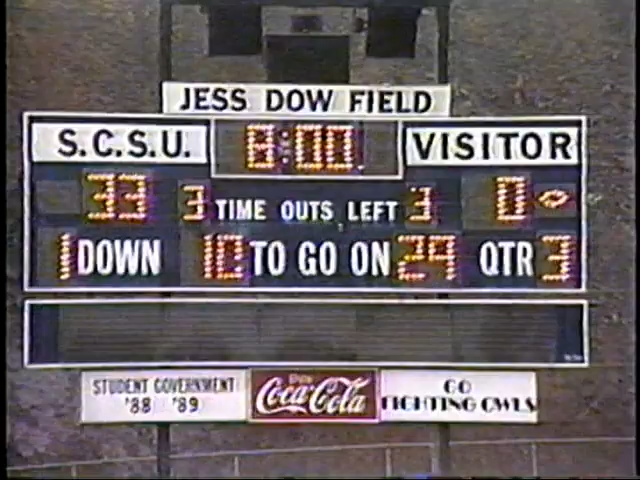 JESS DOW FIELD
S.C.S.U. 8:00 VISITOR
33 3 TIME OUTS LEFT 3 0
1 DOWN 10 TO GO ON 29 QTR 3
STUDENT GOVERNMENT
'88 '89
Coca-Cola
GO
FIGHTING OWLS